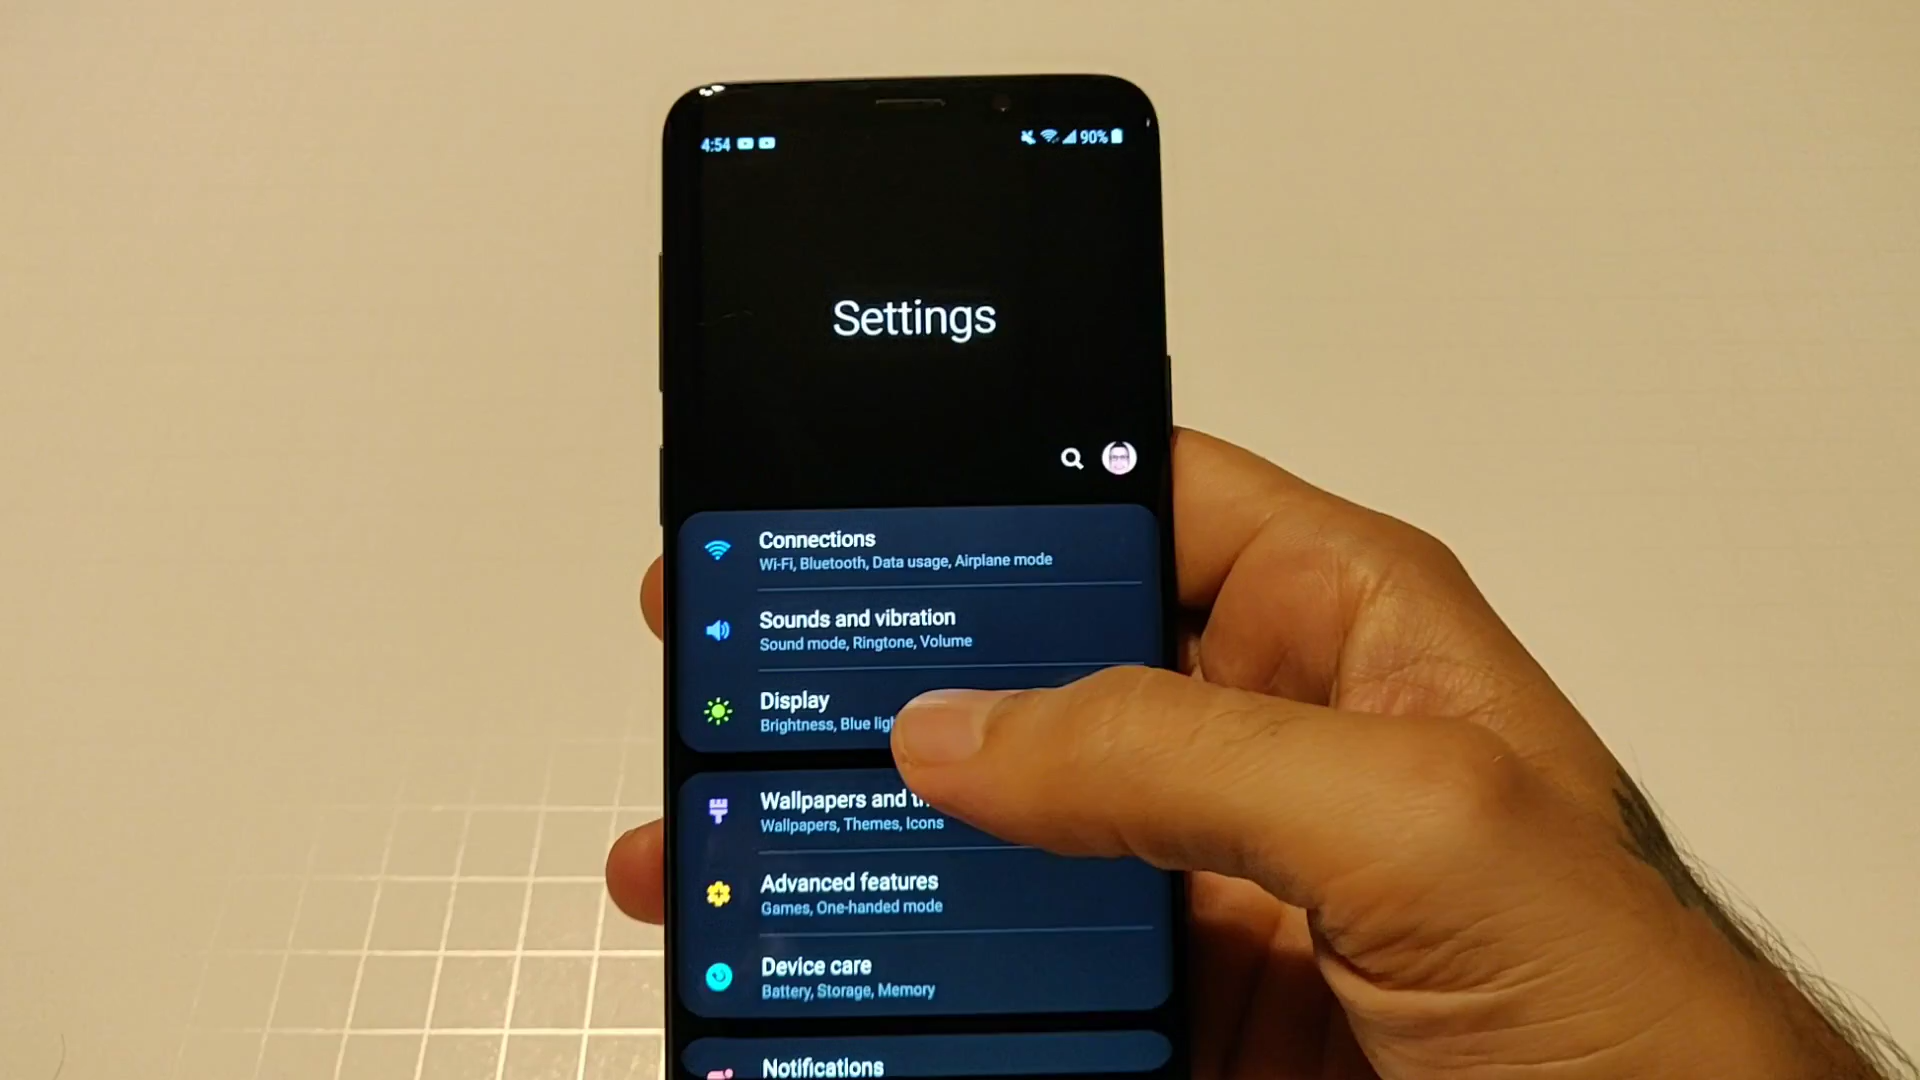 4:54 90%
Settings
Connections
Wi-Fi, Bluetooth, Data usage, Airplane mode
Sounds and vibration
Sound mode, Ringtone, Volume
Display
Brightness, Blue
Wallpapers and
Wallpapers, Themes, Icons
Advanced features
Games, One-handed mode
Device care
Battery, Storage, Memory
Notifications